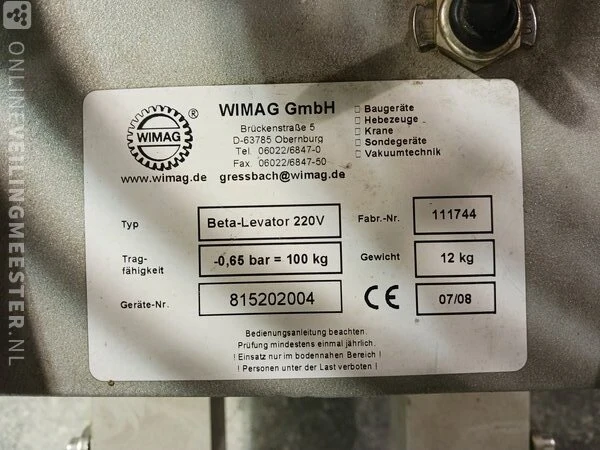 ONLINEVEILINGMEESTER.NL
WIMAG ®
WIMAG GmbH
Brückenstraße 5
D-63785 Obernburg
Tel. 06022/6847-0
Fax. 06022/6847-50
www.wimag.de gressbach@wimag.de
□ Baugeräte
□ Hebezeuge
□ Krane
□ Sondegeräte
□ Vakuumtechnik
Typ Beta-Levator 220V Fabr.-Nr. 111744
Trag-
fähigkeit -0,65 bar = 100 kg Gewicht 12 kg
Geräte-Nr. 815202004 CE 07/08
Bedienungsanleitung beachten.
Prüfung mindestens einmal jährlich.
! Einsatz nur im bodennahen Bereich !
! Personen unter der Last verboten !